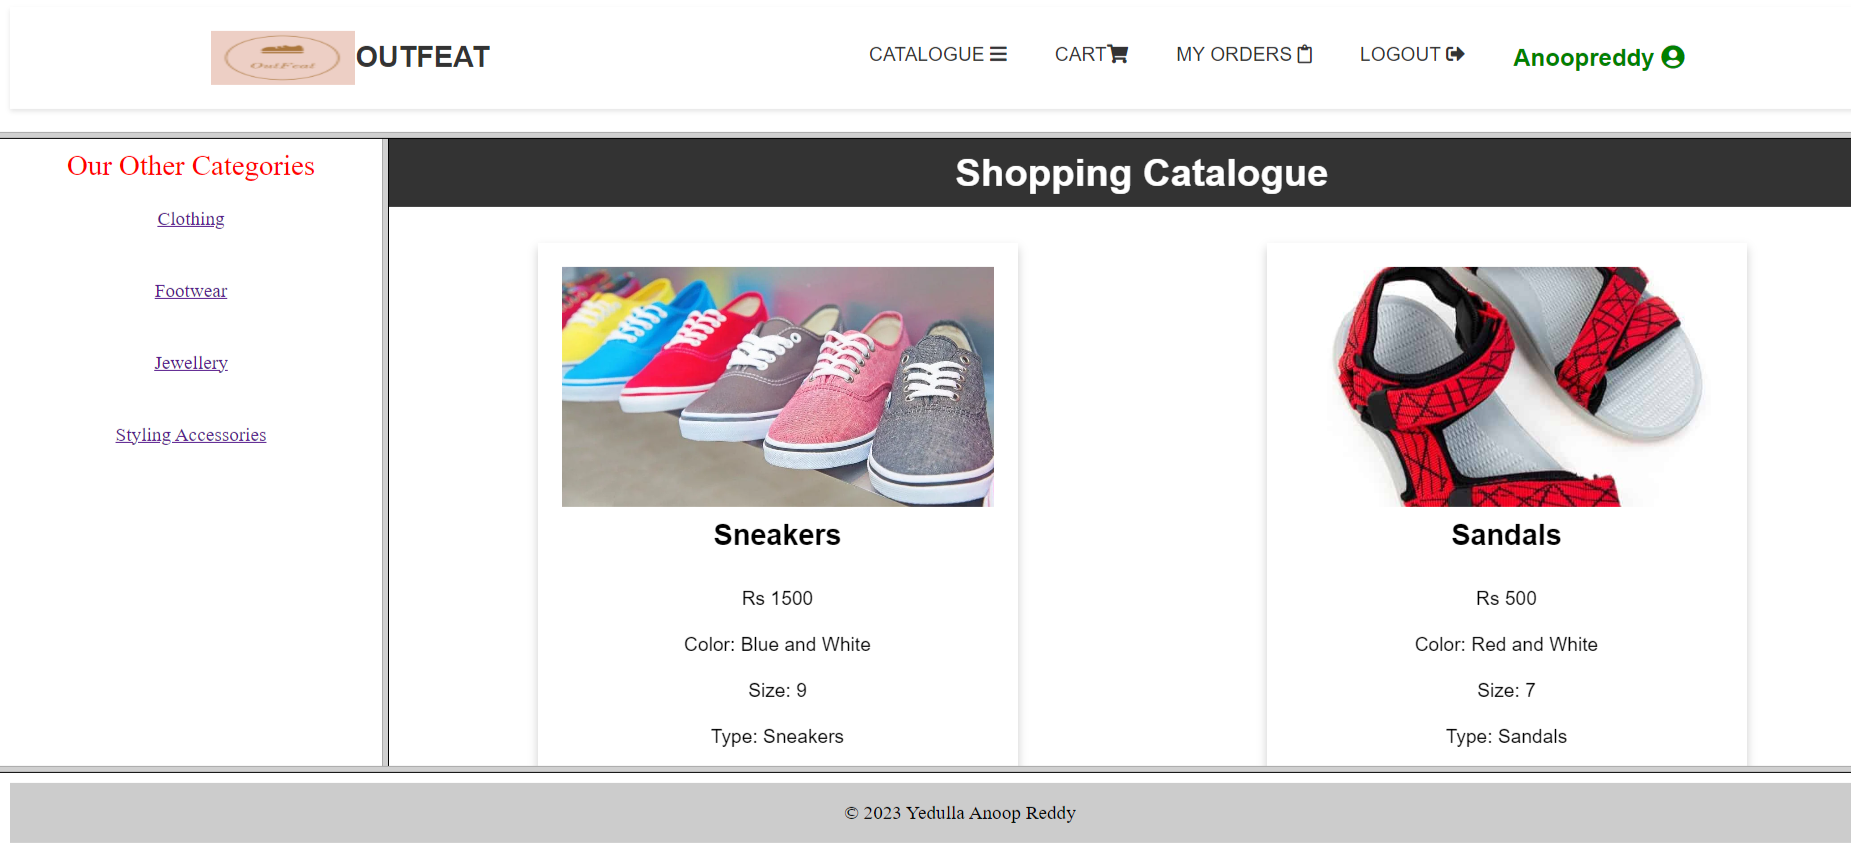 OutFeat
OUTFEAT
CATALOGUE
CART
MY ORDERS
LOGOUT
Anoopreddy
Our Other Categories
Clothing
Footwear
Jewellery
Styling Accessories
Shopping Catalogue
Sneakers
Rs 1500
Color: Blue and White
Size: 9
Type: Sneakers
Sandals
Rs 500
Color: Red and White
Size: 7
Type: Sandals
© 2023 Yedulla Anoop Reddy